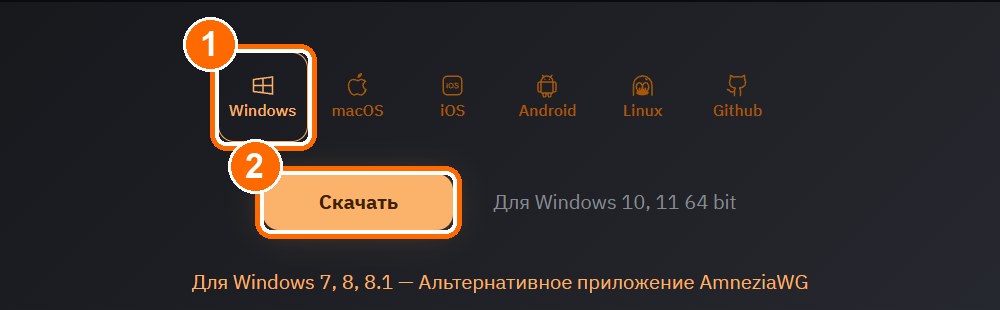 1
Windows macOS iOS iOS Android Linux Github
2
Скачать Для Windows 10, 11 64 bit
Для Windows 7, 8, 8.1 — Альтернативное приложение AmneziaWG